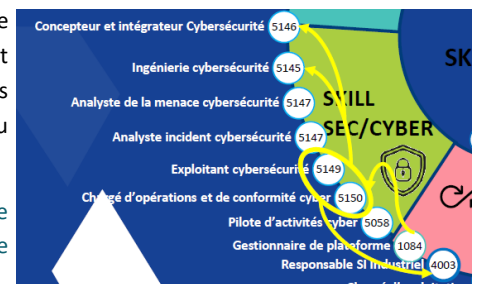 e
t
s
u
e
e
Concepteur et intégrateur Cybersécurité 5146
SK
Ingénierie cybersécurité 5145
Analyste de la menace cybersécurité 5147
SKILL
SEC/CYBER
Analyste incident cybersécurité 5147
Exploitant cybersécurité 5149
Chargé d'opérations et de conformité cyber 5150
Pilote d'activités cyber 5058
Gestionnaire de plateforme 1084
Responsable SI Industriel 4003